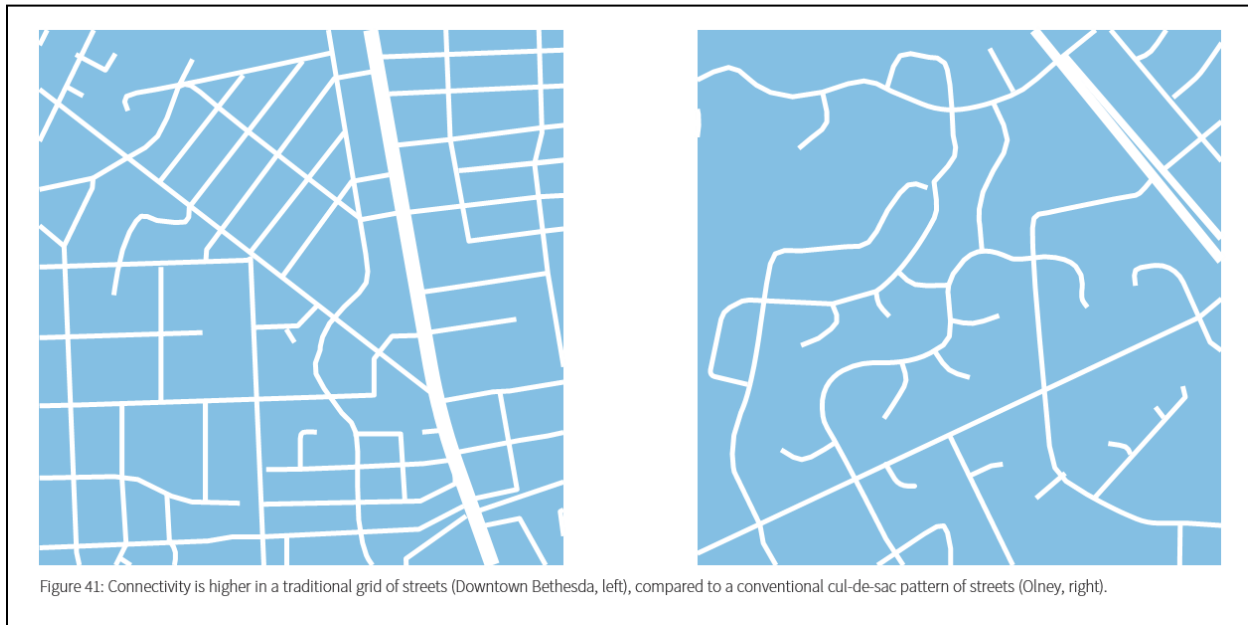 Figure 41: Connectivity is higher in a traditional grid of streets (Downtown Bethesda, left), compared to a conventional cul-de-sac pattern of streets (Olney, right).